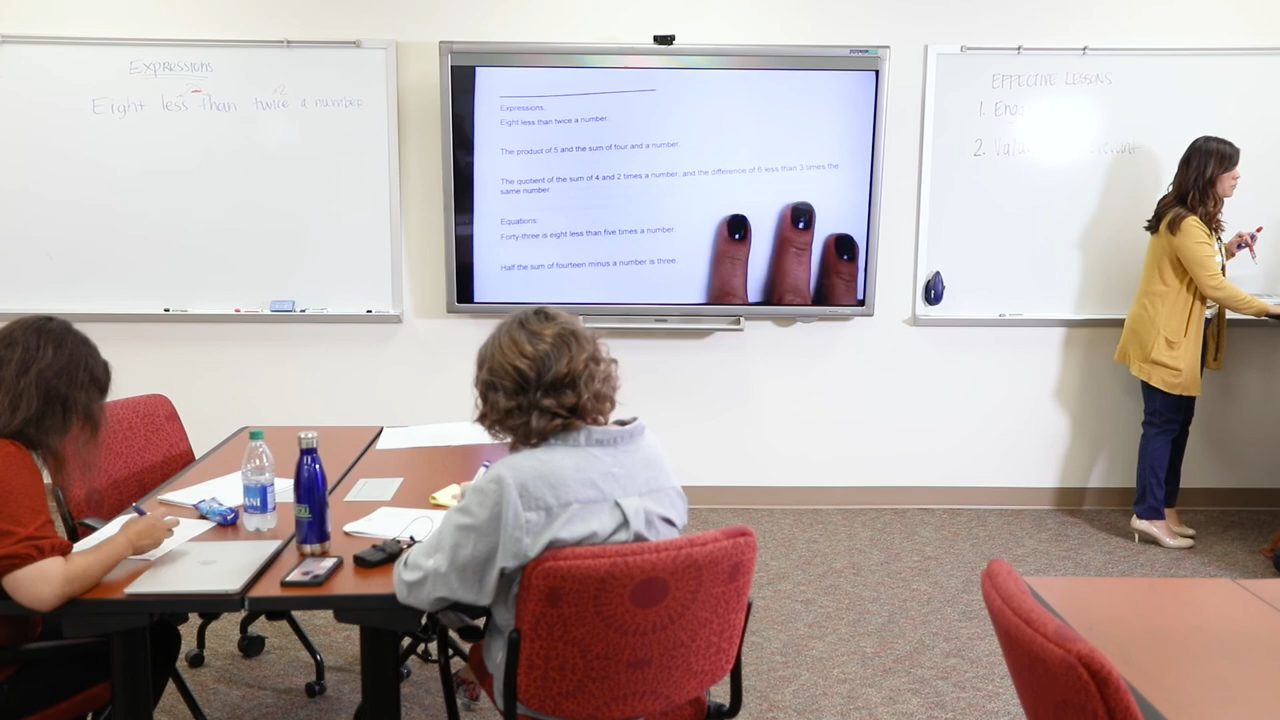 Expressions
Eight less than twice a number
Expressions:
Eight less than twice a number:
The product of 5 and the sum of four and a number.
The quotient of the sum of 4 and 2 times a number, and the difference of 6 less than 3 times the
same number
Equations:
Forty-three is eight less than five times a number.
Half the sum of fourteen minus a number is three.
EFFECTIVE LESSONS
1.
2.